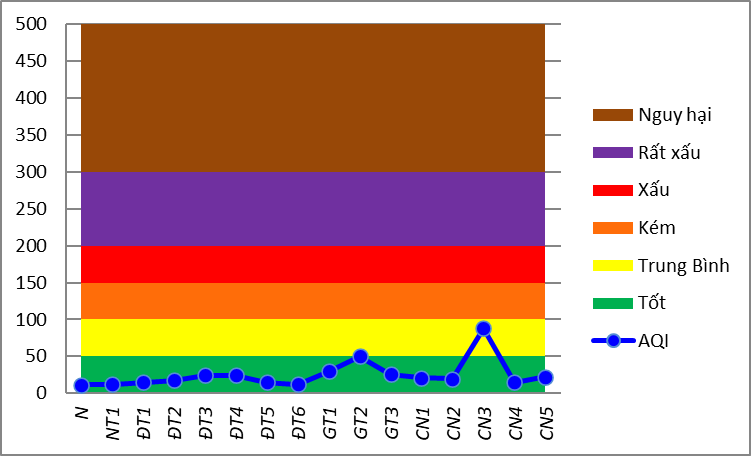 500
450
400
350
300
250
200
150
100
50
0
N
NT1
ĐT1
ĐT2
ĐT3
ĐT4
ĐT5
ĐT6
GT1
GT2
GT3
CN1
CN2
CN3
CN4
CN5
Nguy hại
Rất xấu
Xấu
Kém
Trung Bình
Tốt
AQI